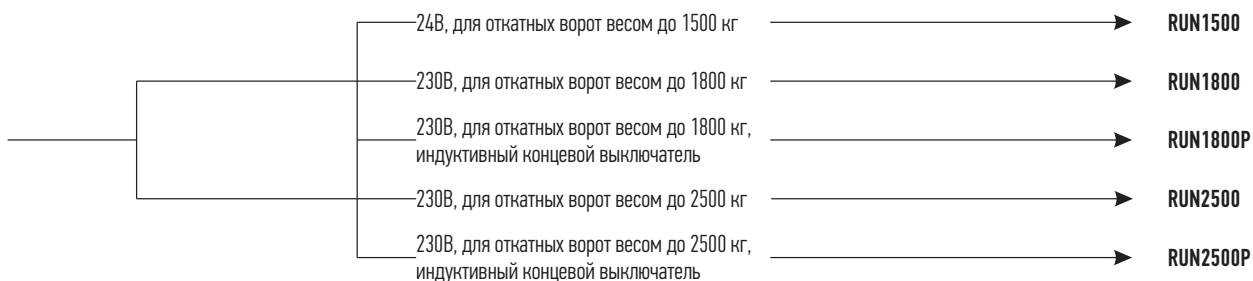 24В, для откатных ворот весом до 1500 кг RUN1500
230В, для откатных ворот весом до 1800 кг RUN1800
230В, для откатных ворот весом до 1800 кг,
индуктивный концевой выключатель RUN1800P
230В, для откатных ворот весом до 2500 кг RUN2500
230В, для откатных ворот весом до 2500 кг,
индуктивный концевой выключатель RUN2500P